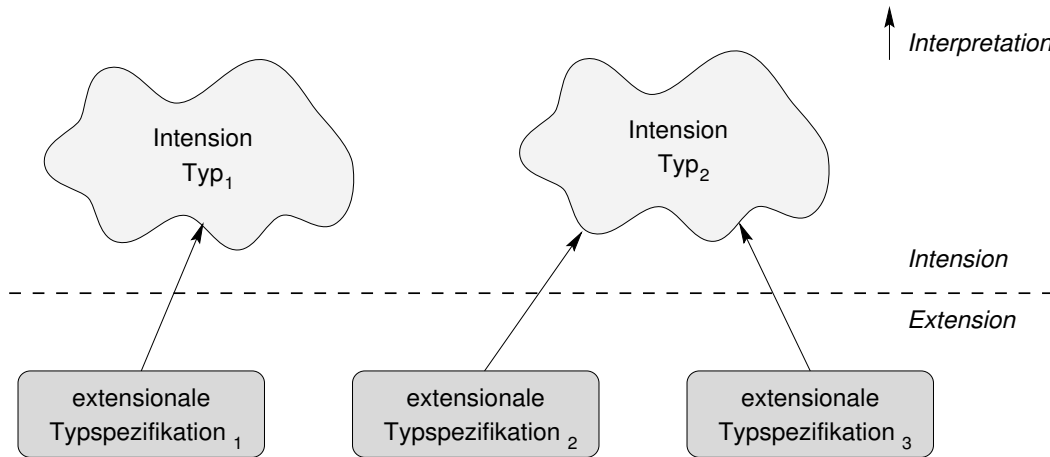 Interpretation
Intension
Typ1
Intension
Typ2
Intension
Extension
extensionale
Typspezifikation 1
extensionale
Typspezifikation 2
extensionale
Typspezifikation 3